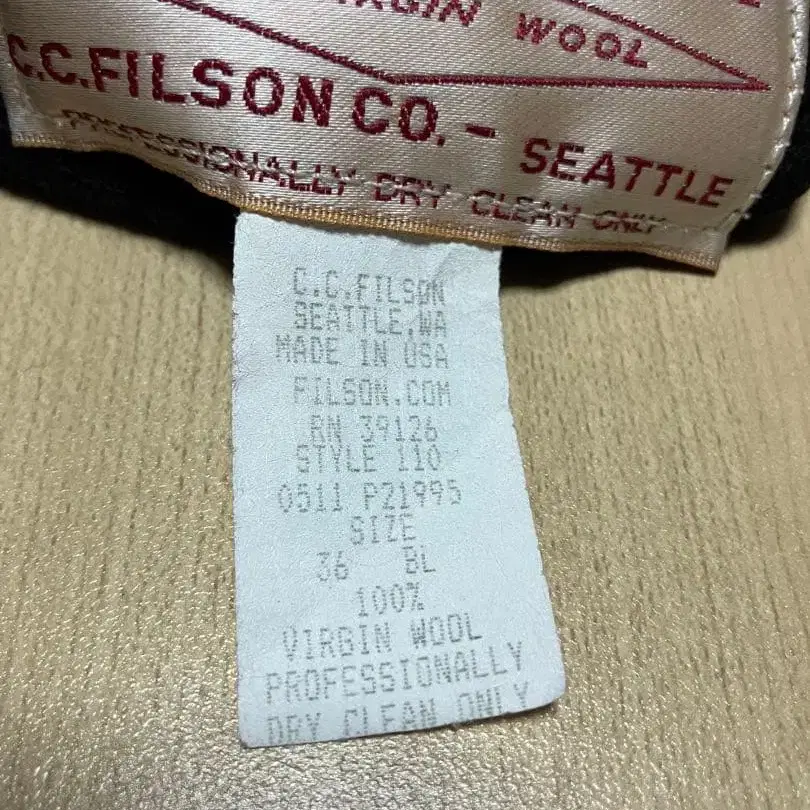 VIRGIN WOOL
C.C.FILSON CO. - SEATTLE
PROFESSIONALLY DRY CLEAN ONLY
C.C.FILSON
SEATTLE,WA
MADE IN USA
FILSON.COM
RN 39126
STYLE 110
0511 P21995
SIZE
36 BL
100%
VIRGIN WOOL
PROFESSIONALLY
DRY CLEAN ONLY